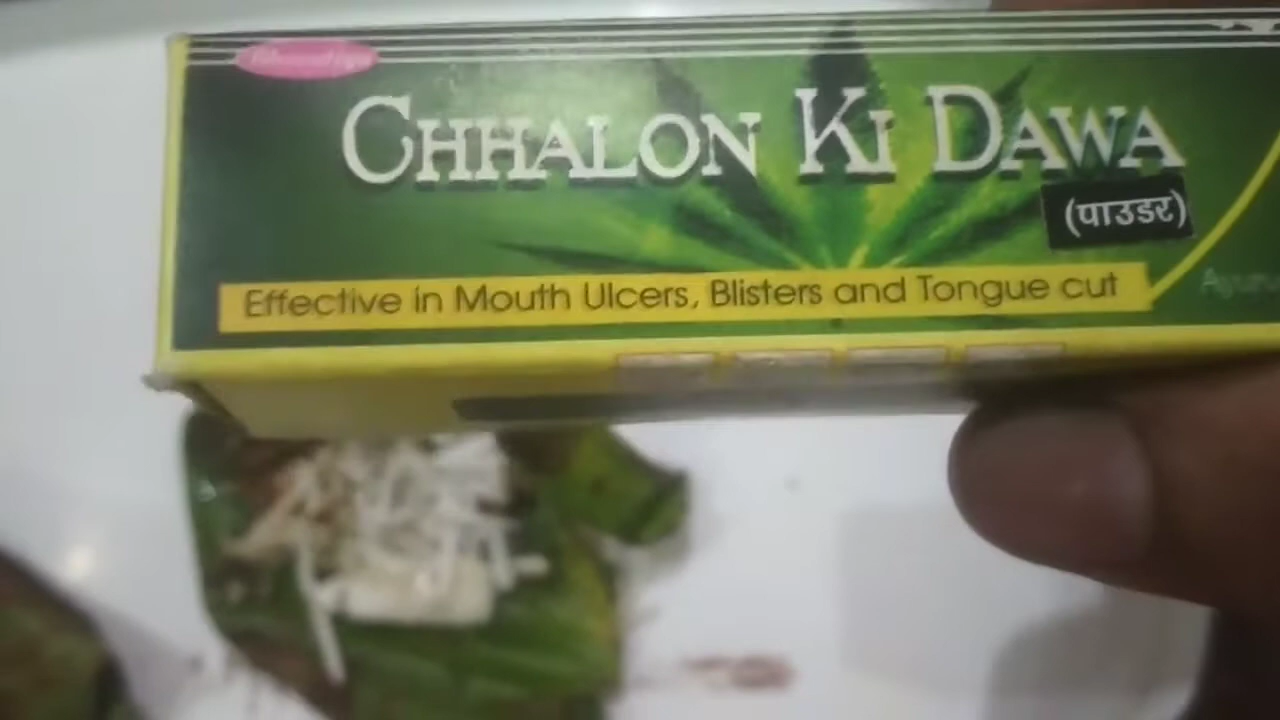 CHHALON KI DAWA
(पाउडर)
Effective in Mouth Ulcers, Blisters and Tongue cut